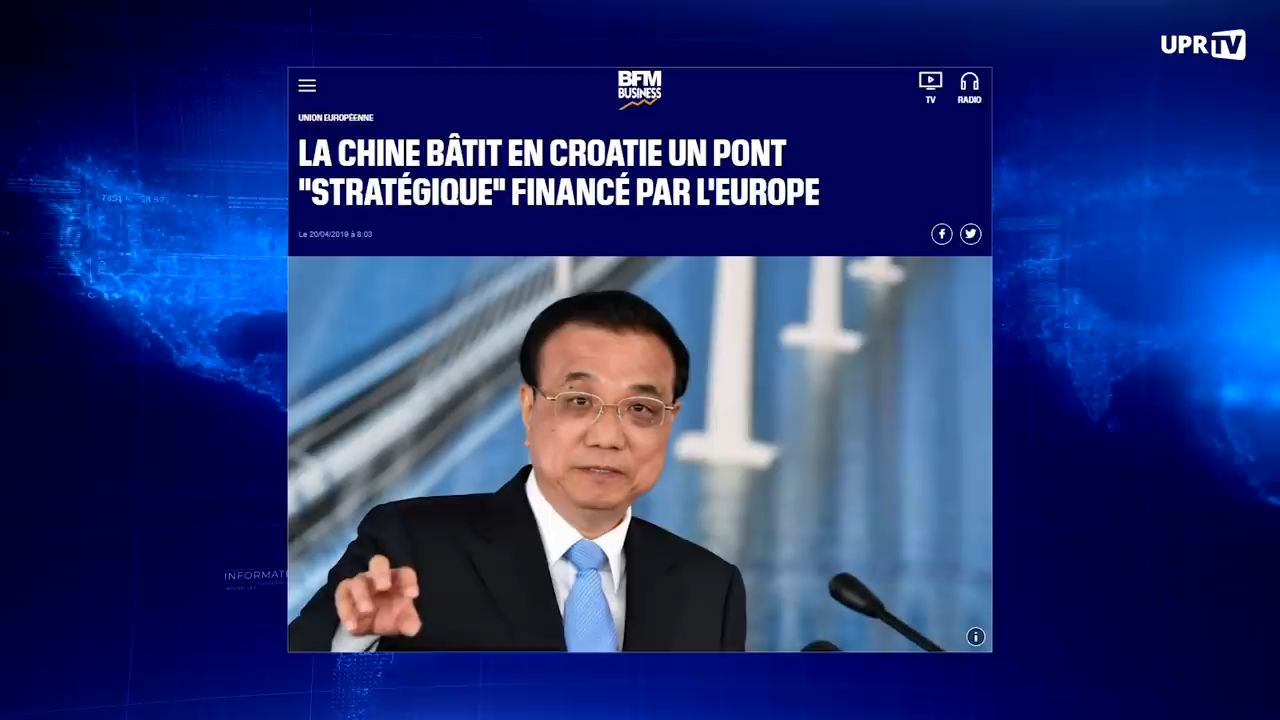 UPR TV
BFM
BUSINESS
TV
RADIO
UNION EUROPÉENNE
LA CHINE BÂTIT EN CROATIE UN PONT
"STRATÉGIQUE" FINANCÉ PAR L'EUROPE
Le 20/04/2019 à 8:03
INFORMATI